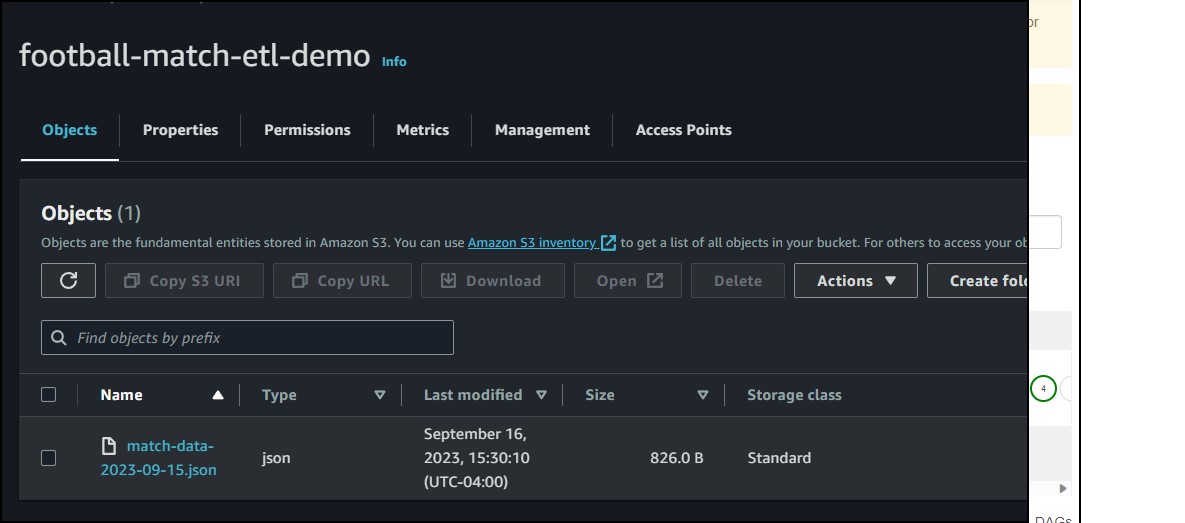 football-match-etl-demo Info
Objects Properties Permissions Metrics Management Access Points
Objects (1)
Objects are the fundamental entities stored in Amazon S3. You can use Amazon S3 inventory to get a list of all objects in your bucket. For others to access your ob
Copy S3 URI Copy URL Download Open Delete Actions Create fold
Find objects by prefix
Name Type Last modified Size Storage class
match-data-
2023-09-15.json
json
September 16,
2023, 15:30:10
(UTC-04:00)
826.0 B
Standard
or
4
DAGs